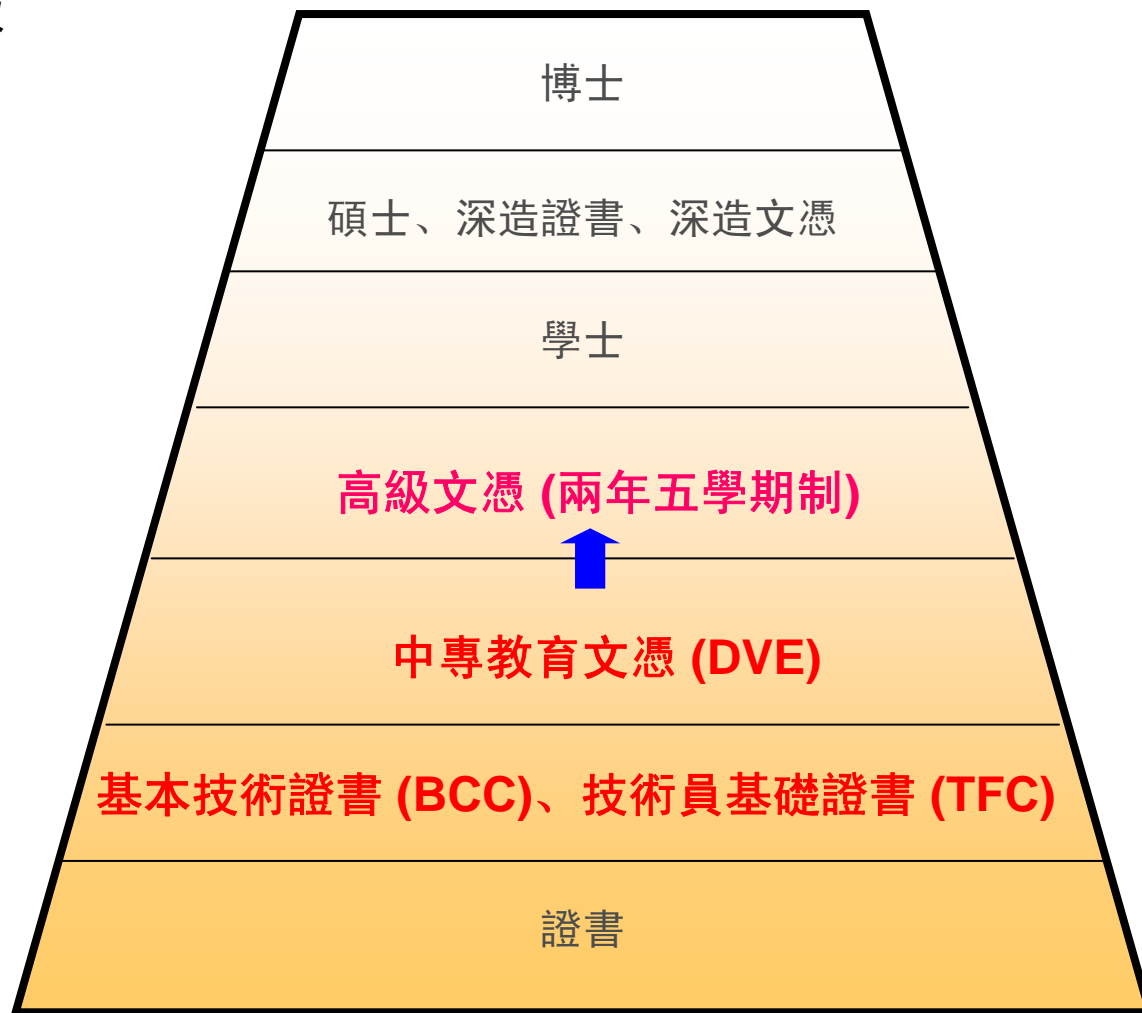 博士
碩士、深造證書、深造文憑
學士
高級文憑 (兩年五學期制)
中專教育文憑 (DVE)
基本技術證書 (BCC)、技術員基礎證書 (TFC)
證書